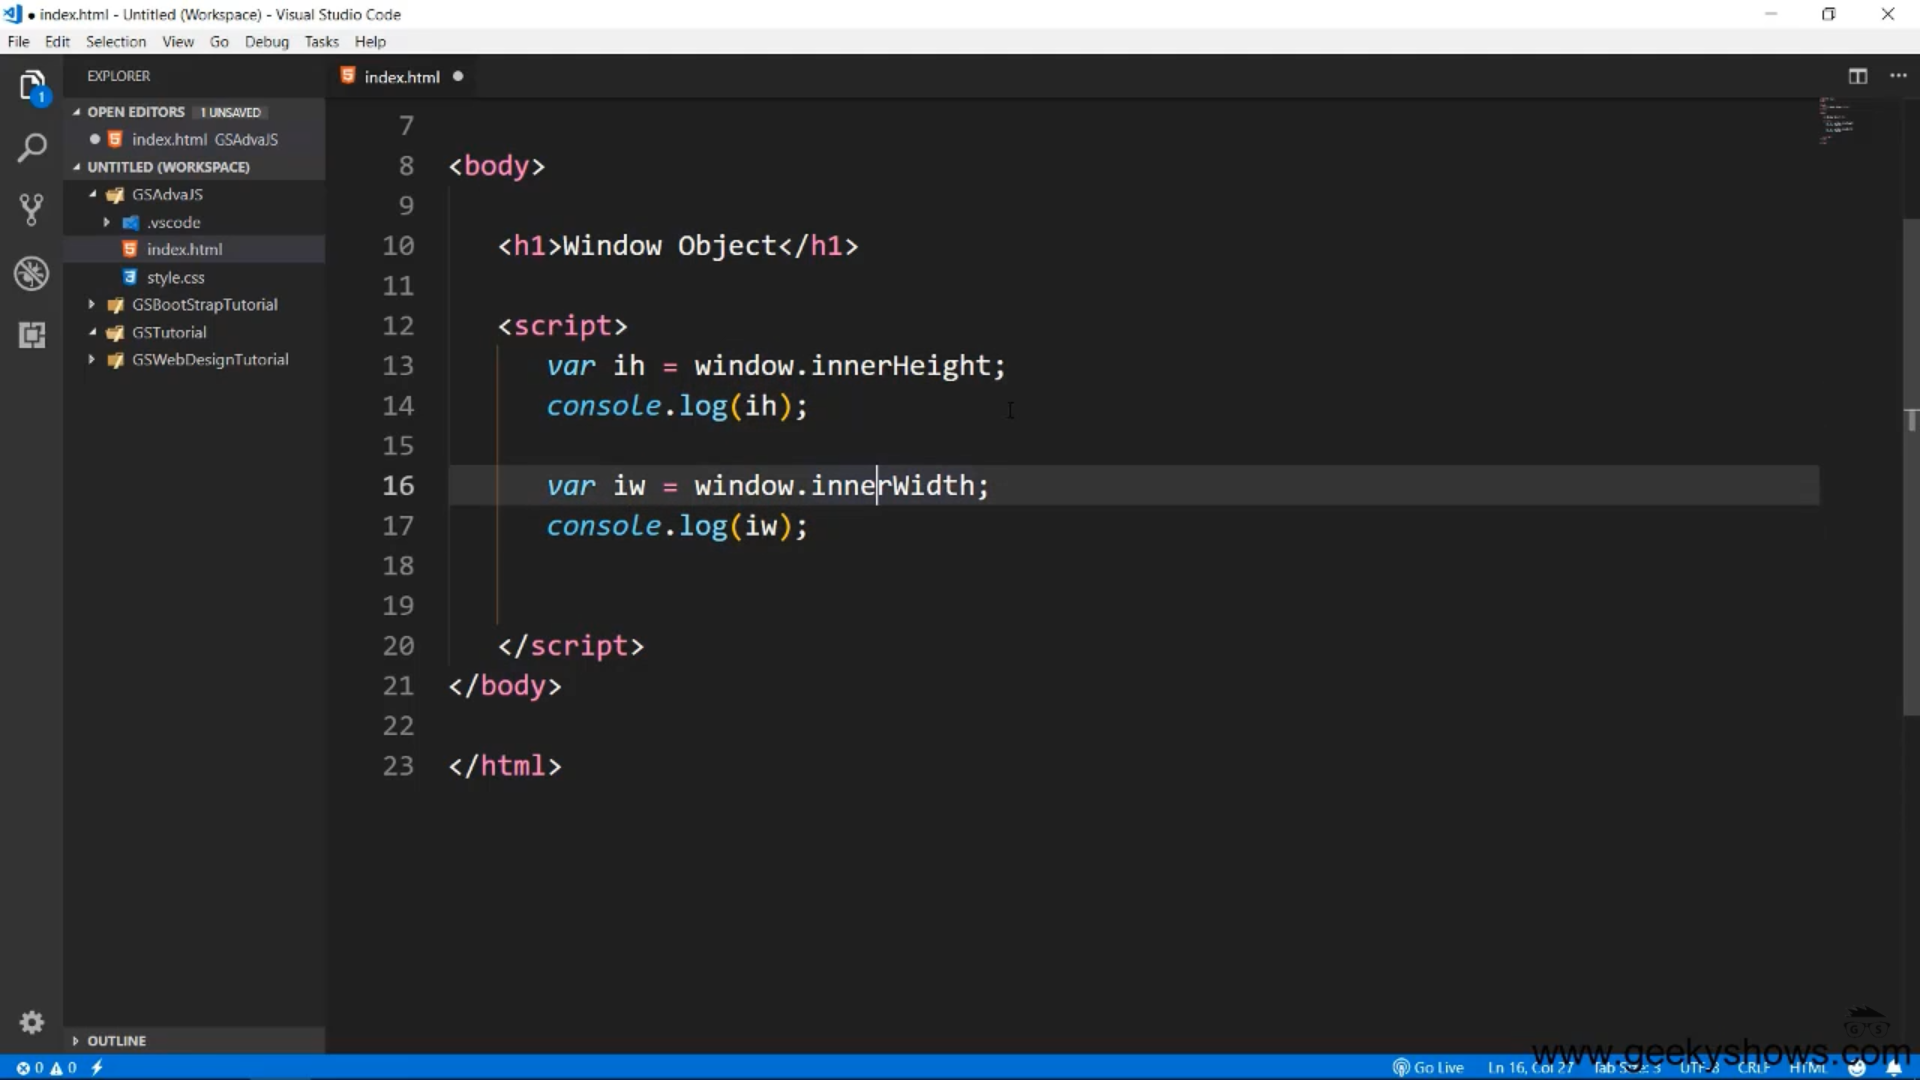 index.html - Untitled (Workspace) - Visual Studio Code
File Edit Selection View Go Debug Tasks Help
EXPLORER
index.html
OPEN EDITORS 1 UNSAVED
index.html GSAdvaJS
UNTITLED (WORKSPACE)
GSAdvaJS
.vscode
index.html
style.css
GSBootStrapTutorial
GSTutorial
GSWebDesignTutorial
1
7
8 <body>
9
10 <h1>Window Object</h1>
11
12 <script>
13 var ih = window.innerHeight;
14 console.log(ih);
15
16 var iw = window.innerWidth;
17 console.log(iw);
18
19
20 </script>
21 </body>
22
23 </html>
OUTLINE
G S
www.geekyshows.com
0 0 Go Live Ln 16, Col 27 Tab Size: 3 UTF-8 CRLF HTML